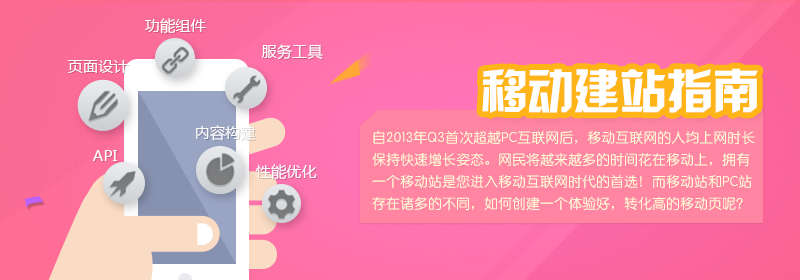 功能组件
服务工具
页面设计
内容构建
API
性能优化
移动建站指南
自2013年Q3首次超越PC互联网后，移动互联网的人均上网时长
保持快速增长姿态。网民将越来越多的时间花在移动上，拥有
一个移动站是您进入移动互联网时代的首选！而移动站和PC站
存在诸多的不同，如何创建一个体验好，转化高的移动页呢？